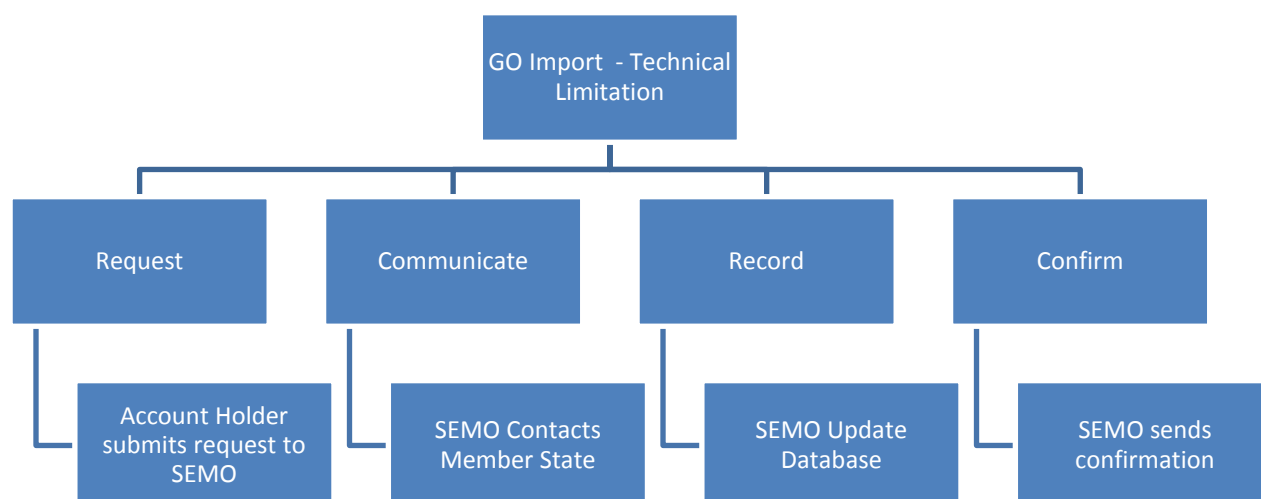 GO Import  - Technical
Limitation
Request
Communicate
Record
Confirm
Account Holder
submits request to
SEMO
SEMO Contacts
Member State
SEMO Update
Database
SEMO sends
confirmation